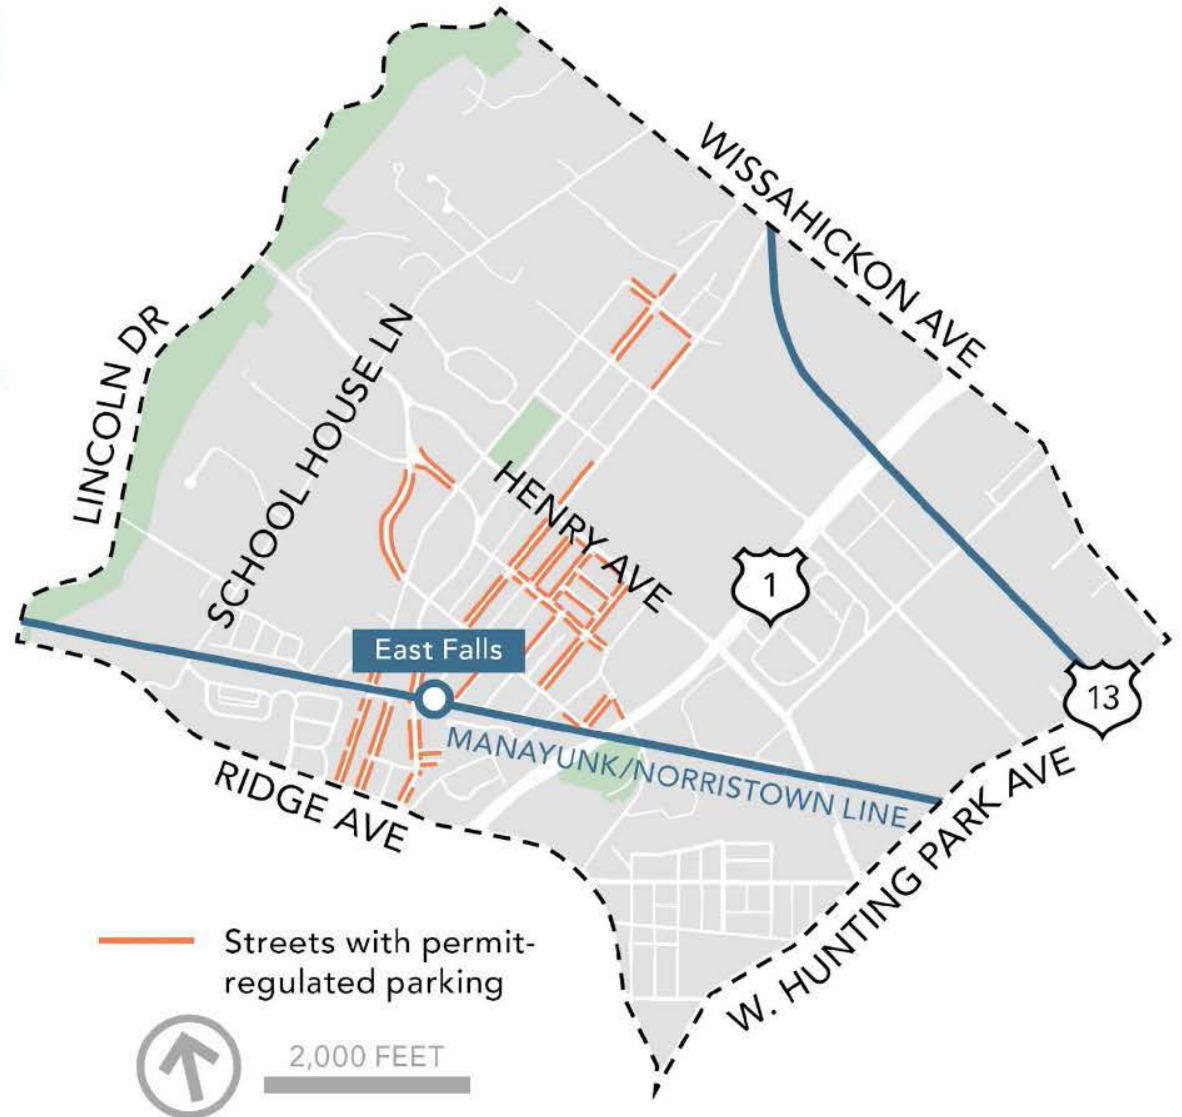 WISSAHICKON AVE
LINCOLN DR
SCHOOL HOUSE LN
HENRY AVE
1
East Falls
13
MANAYUNK/NORRISTOWN LINE
RIDGE AVE
W. HUNTING PARK AVE
Streets with permit-
regulated parking
2,000 FEET